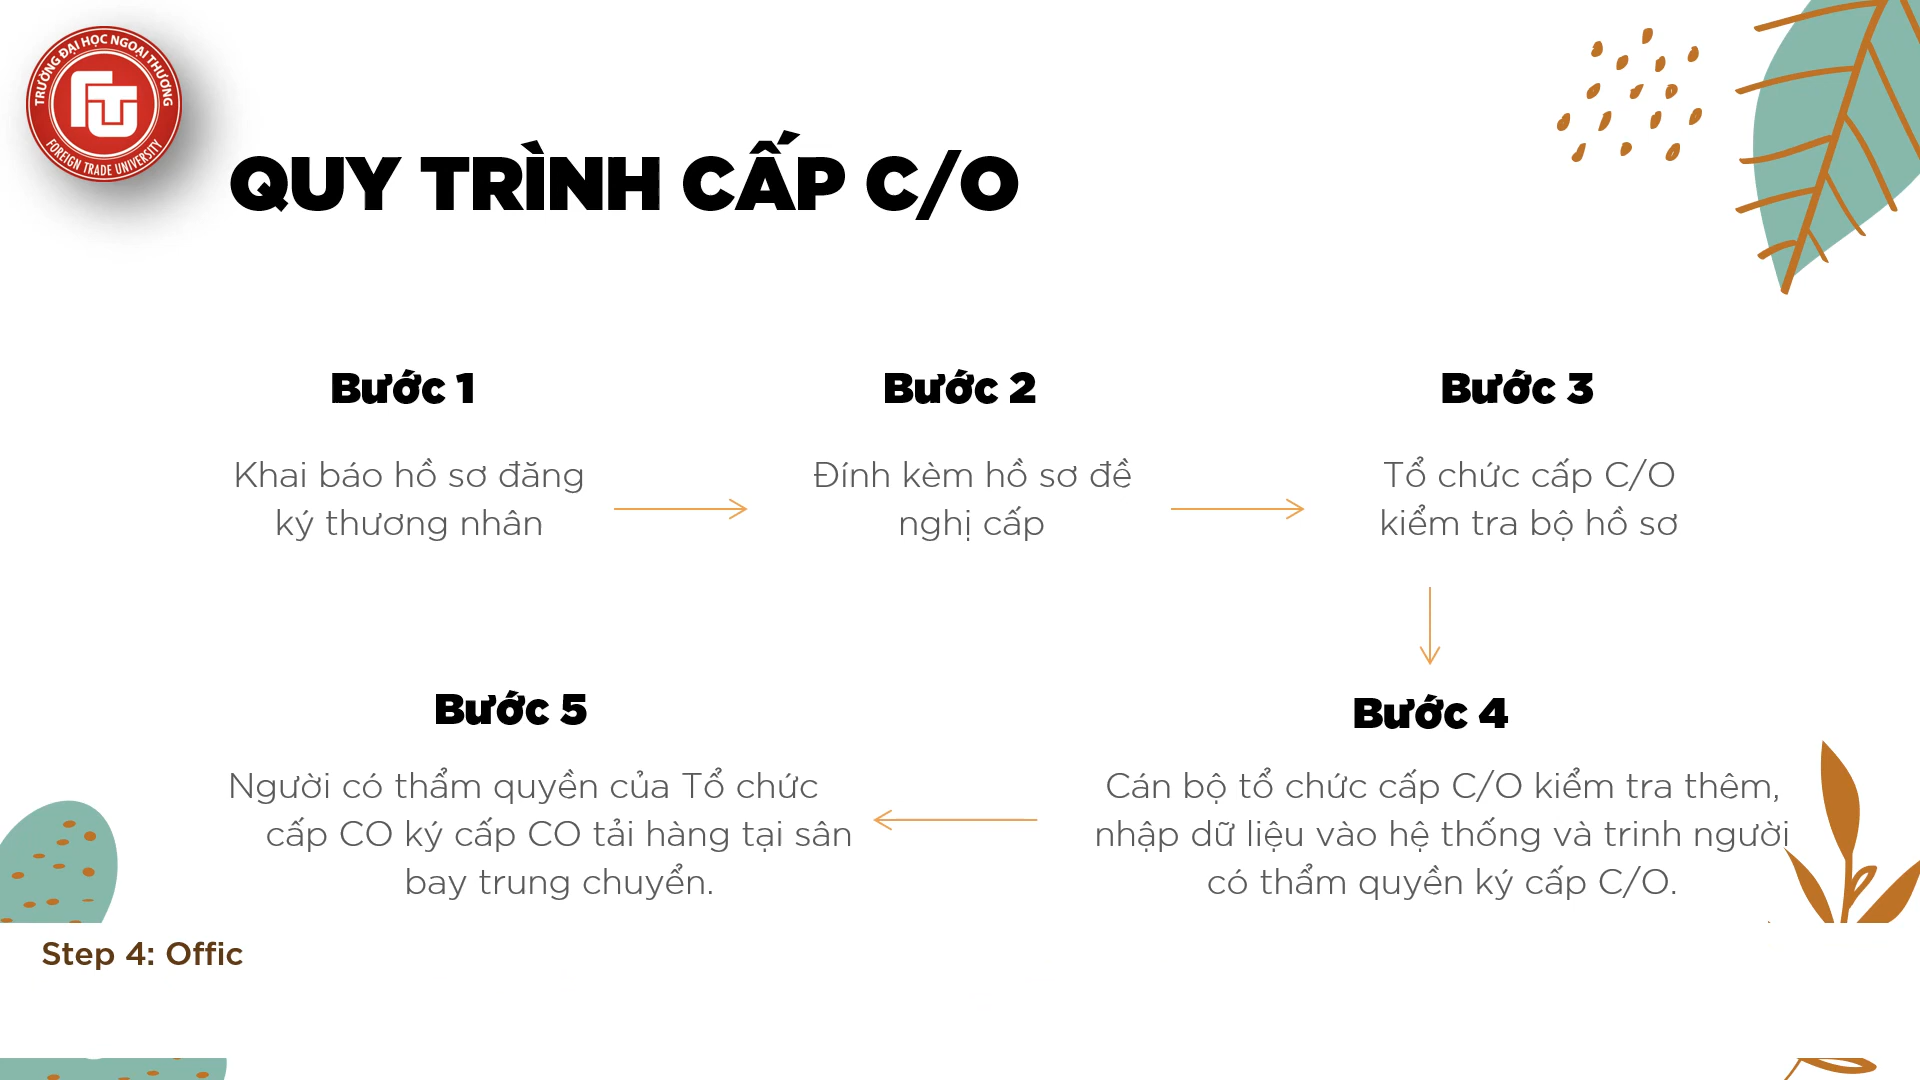 TRƯỜNG ĐẠI HỌC NGOẠI THƯƠNG
FTU
FOREIGN TRADE UNIVERSITY
QUY TRÌNH CẤP C/O
Bước 1
Khai báo hồ sơ đăng
ký thương nhân
Bước 2
Đính kèm hồ sơ đề
nghị cấp
Bước 3
Tổ chức cấp C/O
kiểm tra bộ hồ sơ
Bước 4
Cán bộ tổ chức cấp C/O kiểm tra thêm,
nhập dữ liệu vào hệ thống và trinh người
có thẩm quyền ký cấp C/O.
Bước 5
Người có thẩm quyền của Tổ chức
cấp CO ký cấp CO tải hàng tại sân
bay trung chuyển.
Step 4: Offic